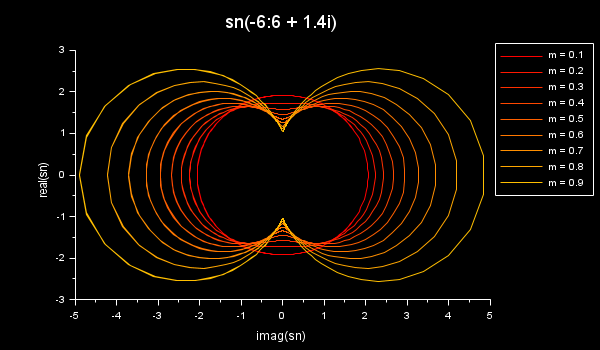 sn(-6:6 + 1.4i)
m = 0.1
m = 0.2
m = 0.3
m = 0.4
m = 0.5
m = 0.6
m = 0.7
m = 0.8
m = 0.9
real(sn)
3
2
1
0
-1
-2
-3
-5 -4 -3 -2 -1 0 1 2 3 4 5
imag(sn)